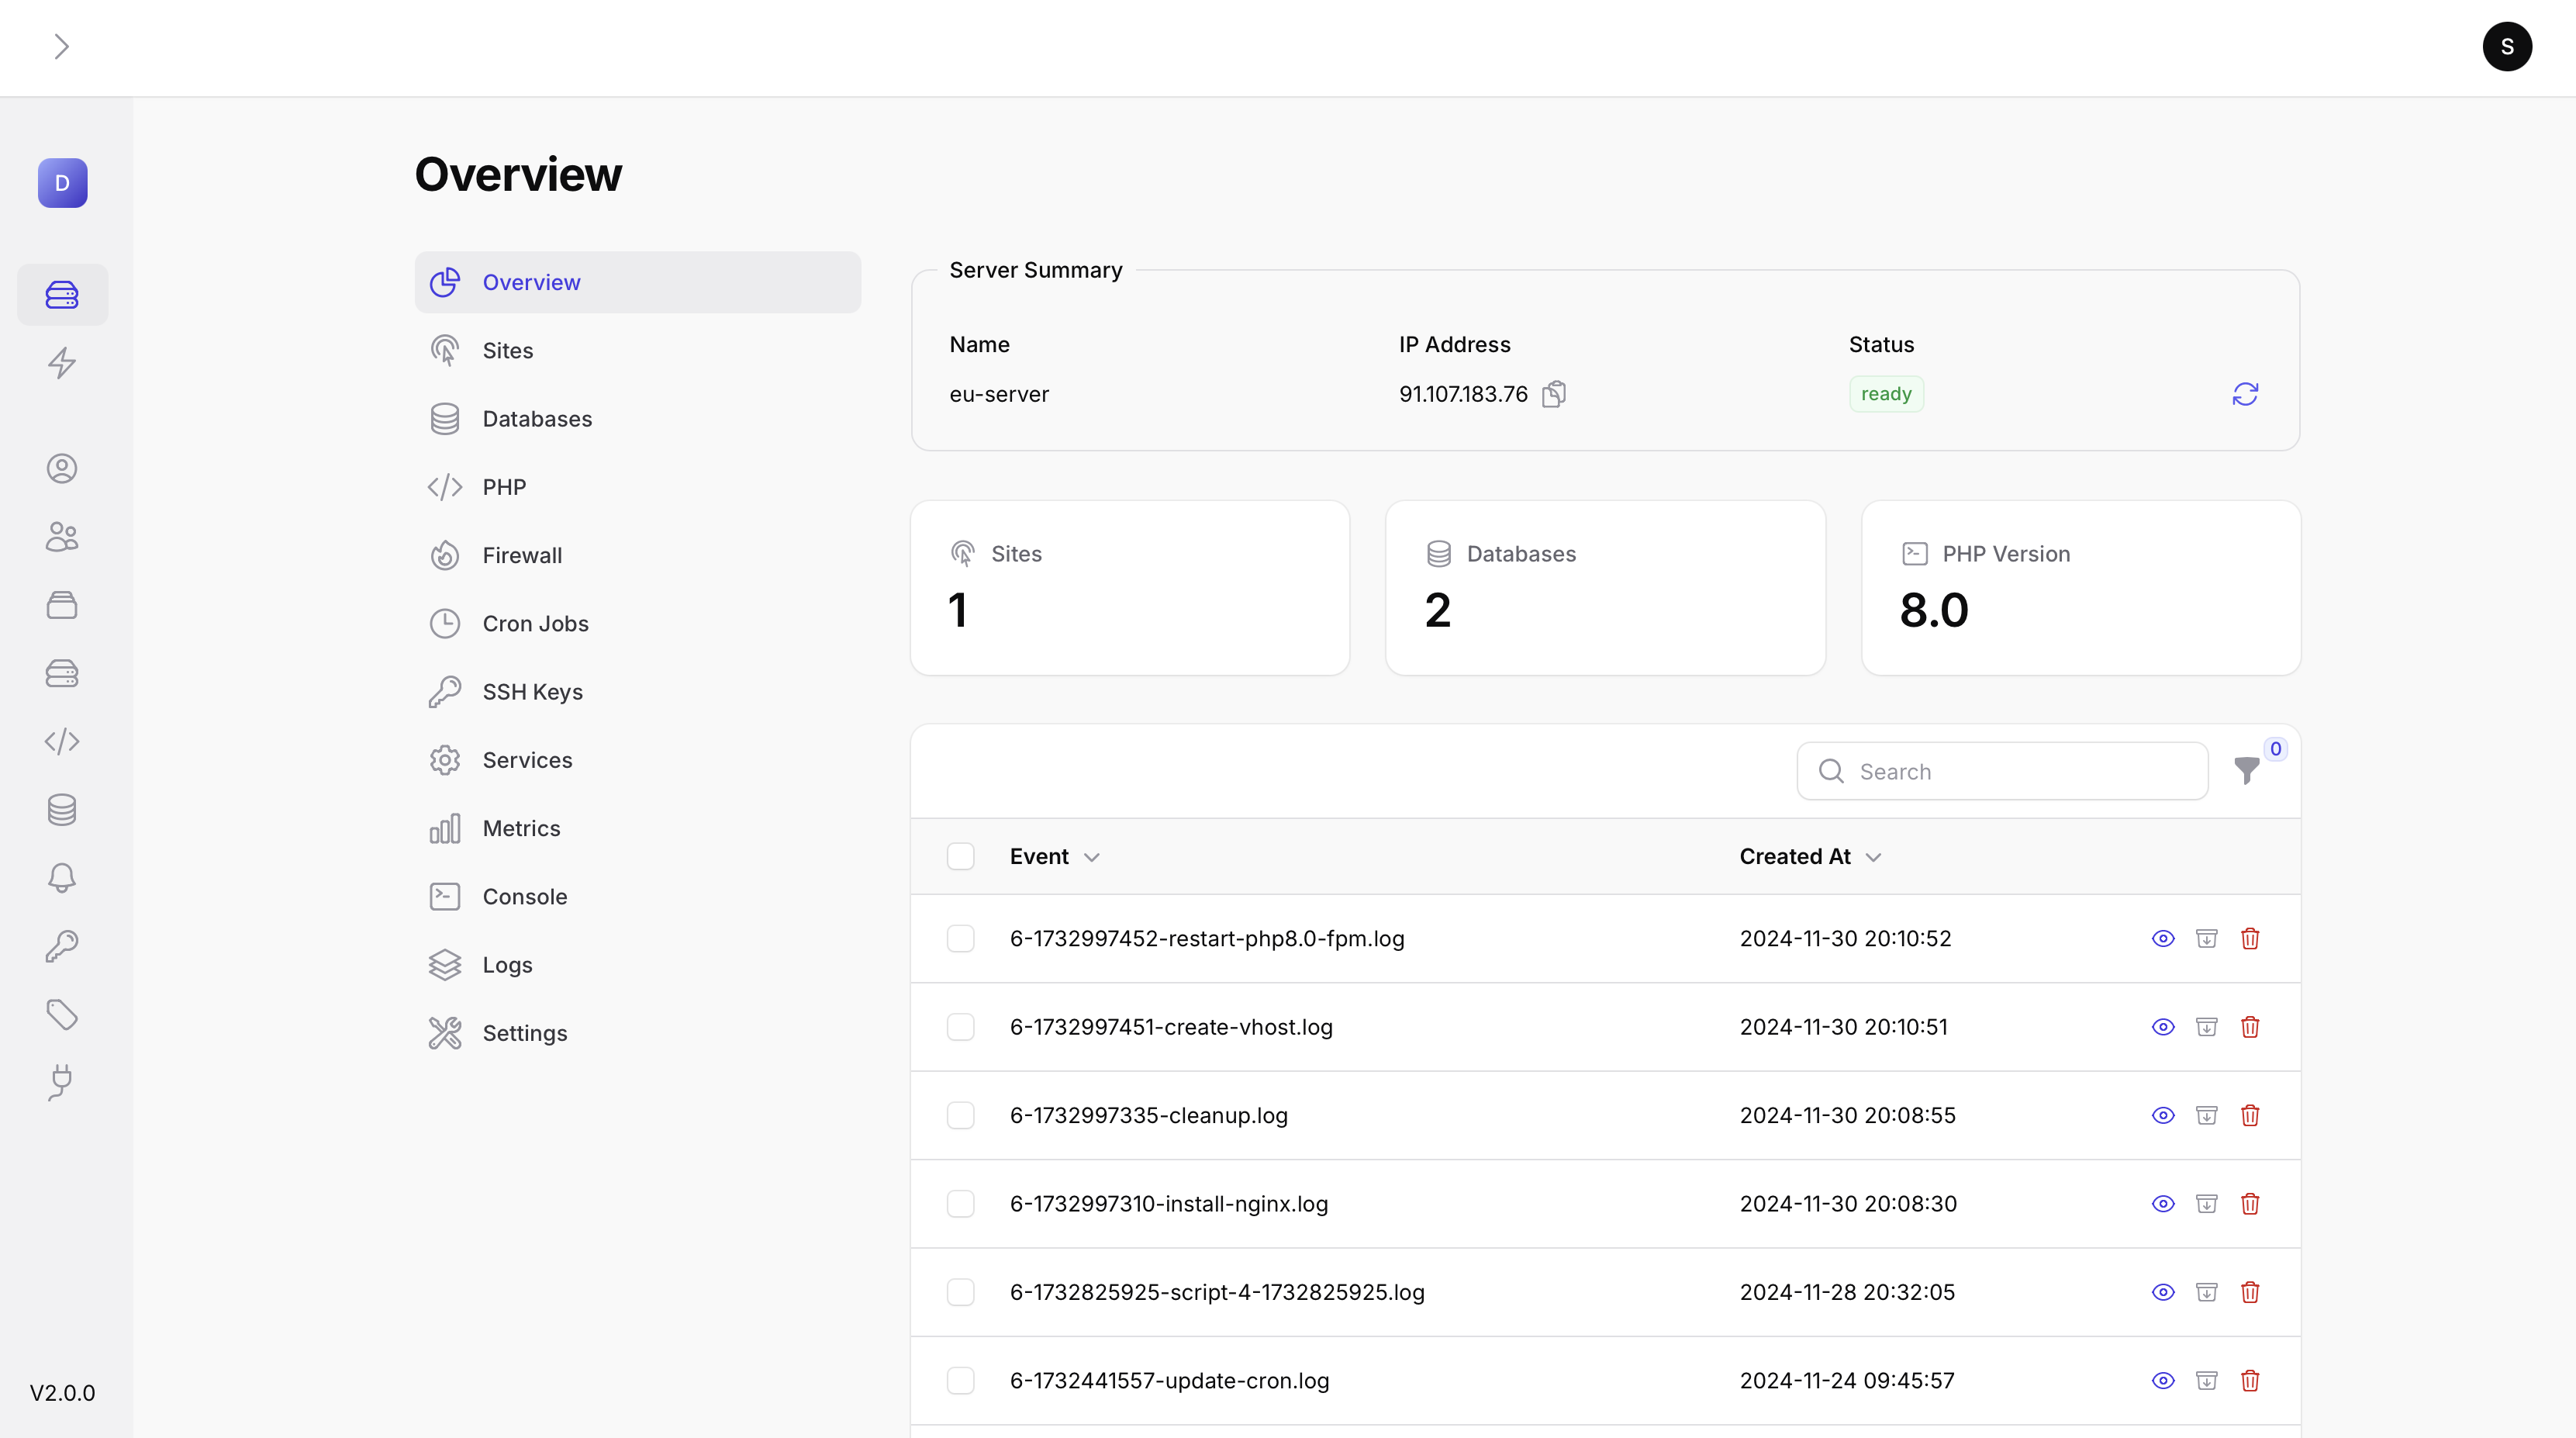 S
D
Overview
Overview
Sites
Databases
PHP
Firewall
Cron Jobs
SSH Keys
Services
Metrics
Console
Logs
Settings
V2.0.0
Server Summary
Name IP Address Status
eu-server 91.107.183.76 ready
Sites
1
Databases
2
PHP Version
8.0
Search 0
Event Created At
6-1732997452-restart-php8.0-fpm.log 2024-11-30 20:10:52
6-1732997451-create-vhost.log 2024-11-30 20:10:51
6-1732997335-cleanup.log 2024-11-30 20:08:55
6-1732997310-install-nginx.log 2024-11-30 20:08:30
6-1732825925-script-4-1732825925.log 2024-11-28 20:32:05
6-1732441557-update-cron.log 2024-11-24 09:45:57